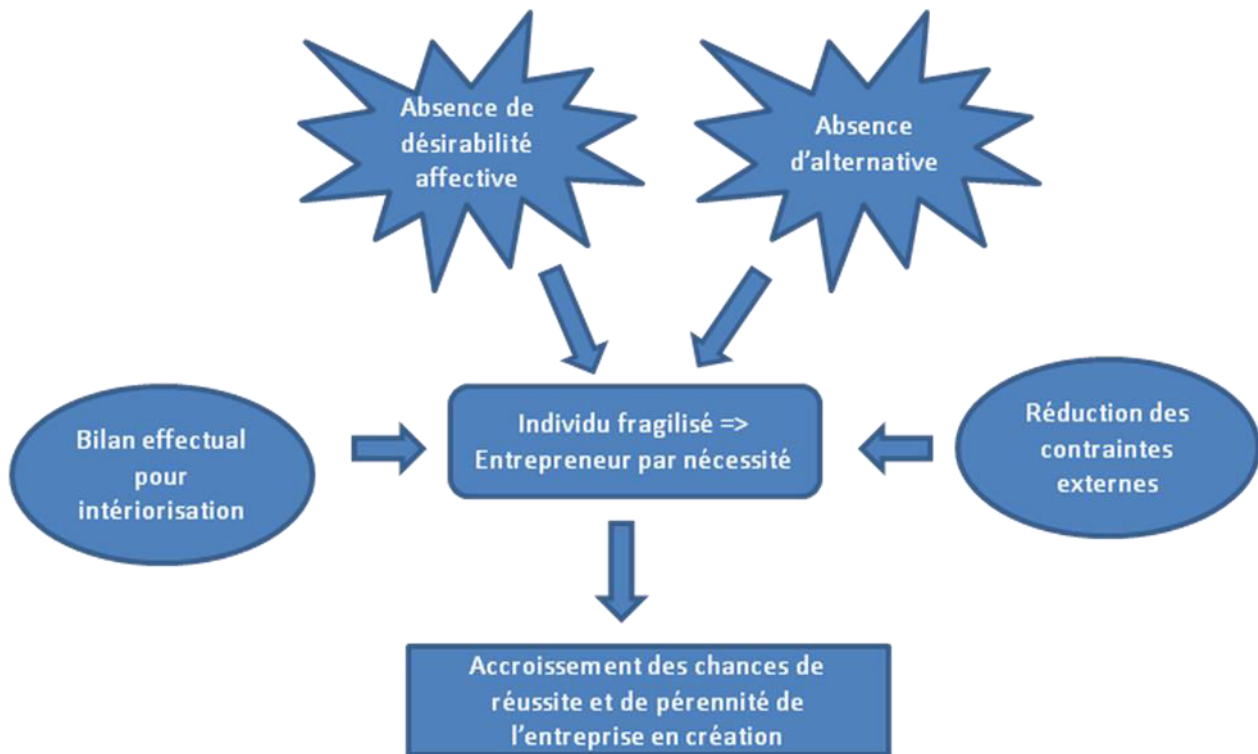 Absence de
désirabilité
affective
Absence
d'alternative
Bilan effectual
pour
intériorisation
Individu fragilisé =>
Entrepreneur par nécessité
Réduction des
contraintes
externes
Accroissement des chances de
réussite et de pérennité de
l'entreprise en création